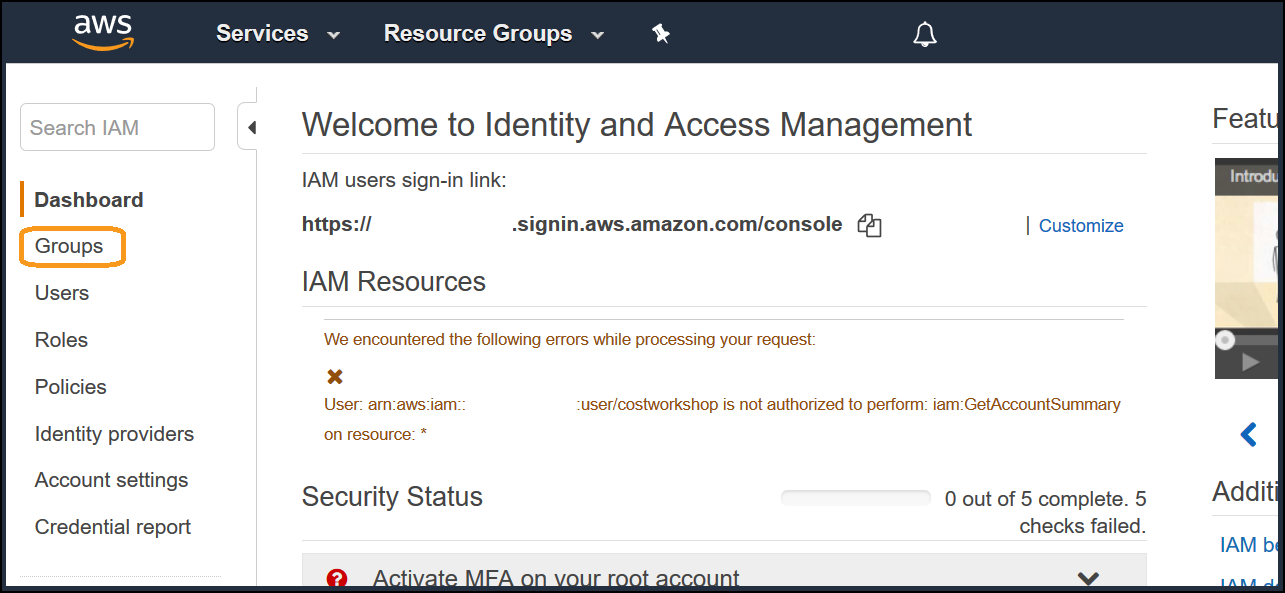 aws
Services
Resource Groups
Search IAM
Dashboard
Groups
Users
Roles
Policies
Identity providers
Account settings
Credential report
Welcome to Identity and Access Management
IAM users sign-in link:
https:// .signin.aws.amazon.com/console
| Customize
IAM Resources
We encountered the following errors while processing your request:
User: arn:aws:iam:: :user/costworkshop is not authorized to perform: iam:GetAccountSummary
on resource: *
Security Status
0 out of 5 complete. 5
checks failed.
Activate MFA on your root account
Featu
Introdu
Additi
IAM be
IAM d